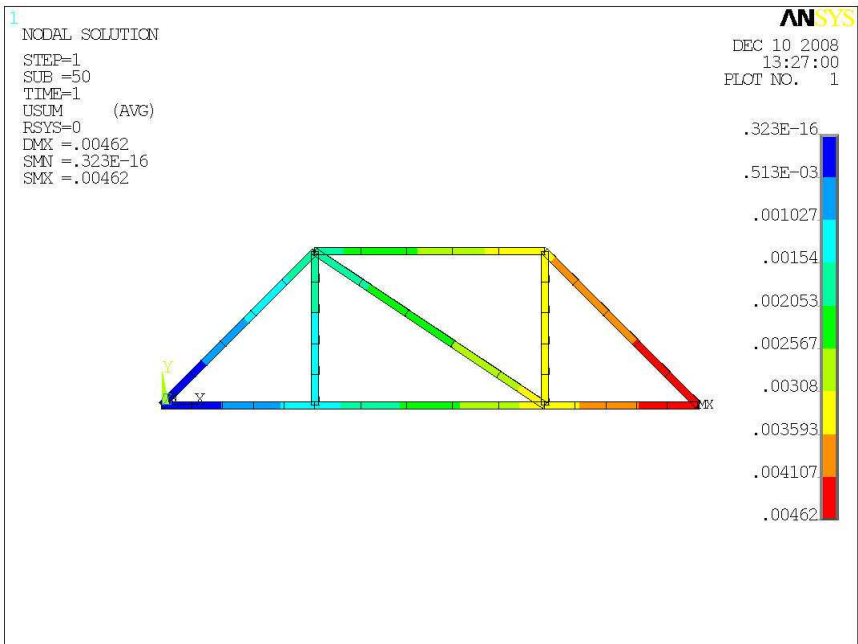 1
NODAL SOLUTION
STEP=1
SUB =50
TIME=1
USUM (AVG)
RSYS=0
DMX =.00462
SMN =.323E-16
SMX =.00462
ANSYS
DEC 10 2008
13:27:00
PLOT NO. 1
.323E-16
.513E-03
.001027
.00154
.002053
.002567
.00308
.003593
.004107
.00462
Y
X
MX